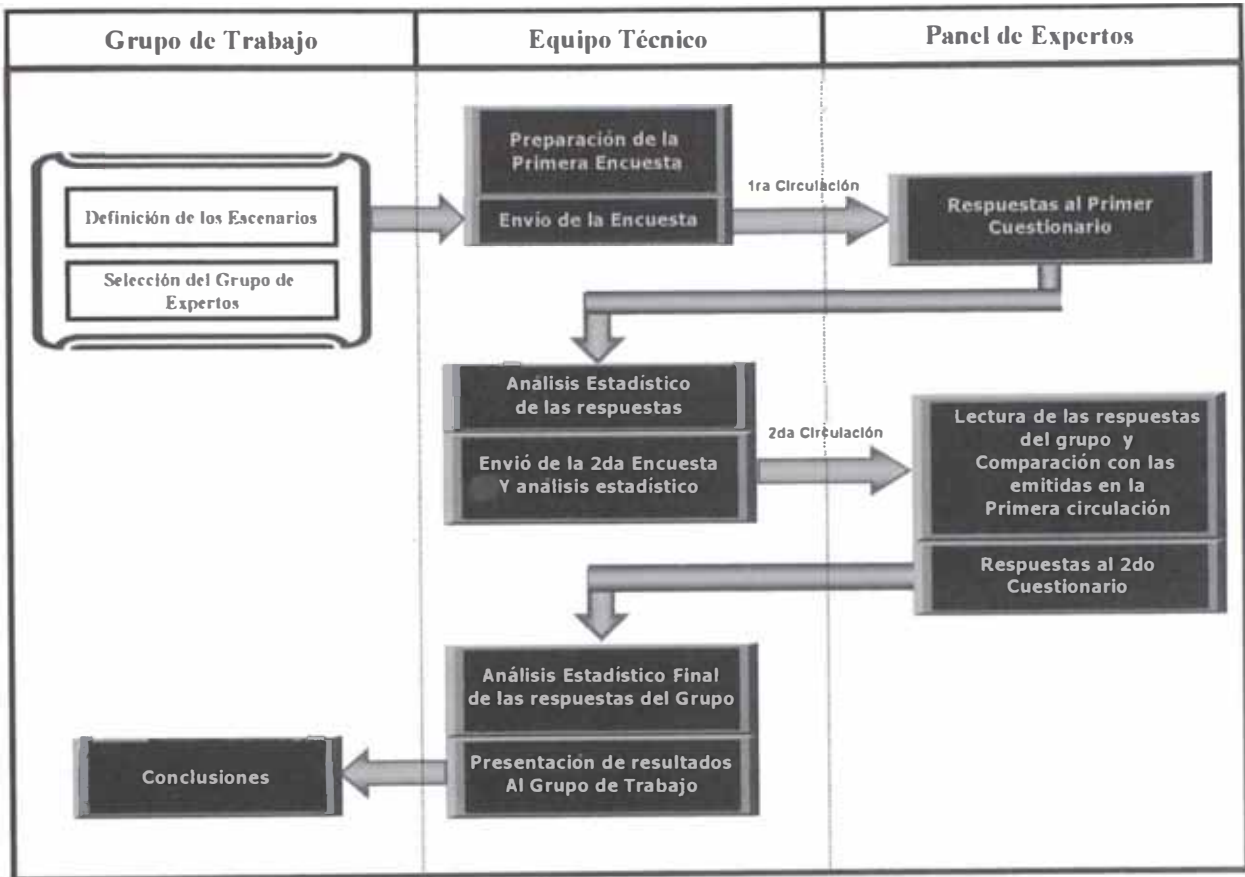 Grupo de Trabajo
Equipo Técnico
Panel de Expertos
Definición de los Escenarios
Selección del Grupo de
Expertos
Preparación de la
Primera Encuesta
Envío de la Encuesta
1ra Circulación
Respuestas al Primer
Cuestionario
Análisis Estadístico
de las respuestas
Envió de la 2da Encuesta
Y analisis estadístico
2da Circulación
Lectura de las respuestas
del grupo y
Comparación con las
emitidas en la
Primera circulación
Respuestas al 2do
Cuestionario
Análisis Estadístico Final
de las respuestas del Grupo
Presentación de resultados
Al Grupo de Trabajo
Conclusiones